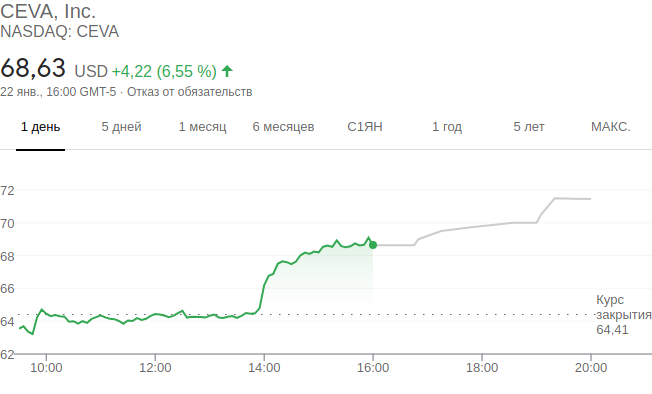 CEVA, Inc.
NASDAQ: CEVA
68,63 USD +4,22 (6,55 %)
22 янв., 16:00 GMT-5 · Отказ от обязательств
1 день 5 дней 1 месяц 6 месяцев С1ЯН 1 год 5 лет МАКС.
72
70
68
66
64
62
Курс
закрытия
64,41
10:00 12:00 14:00 16:00 18:00 20:00